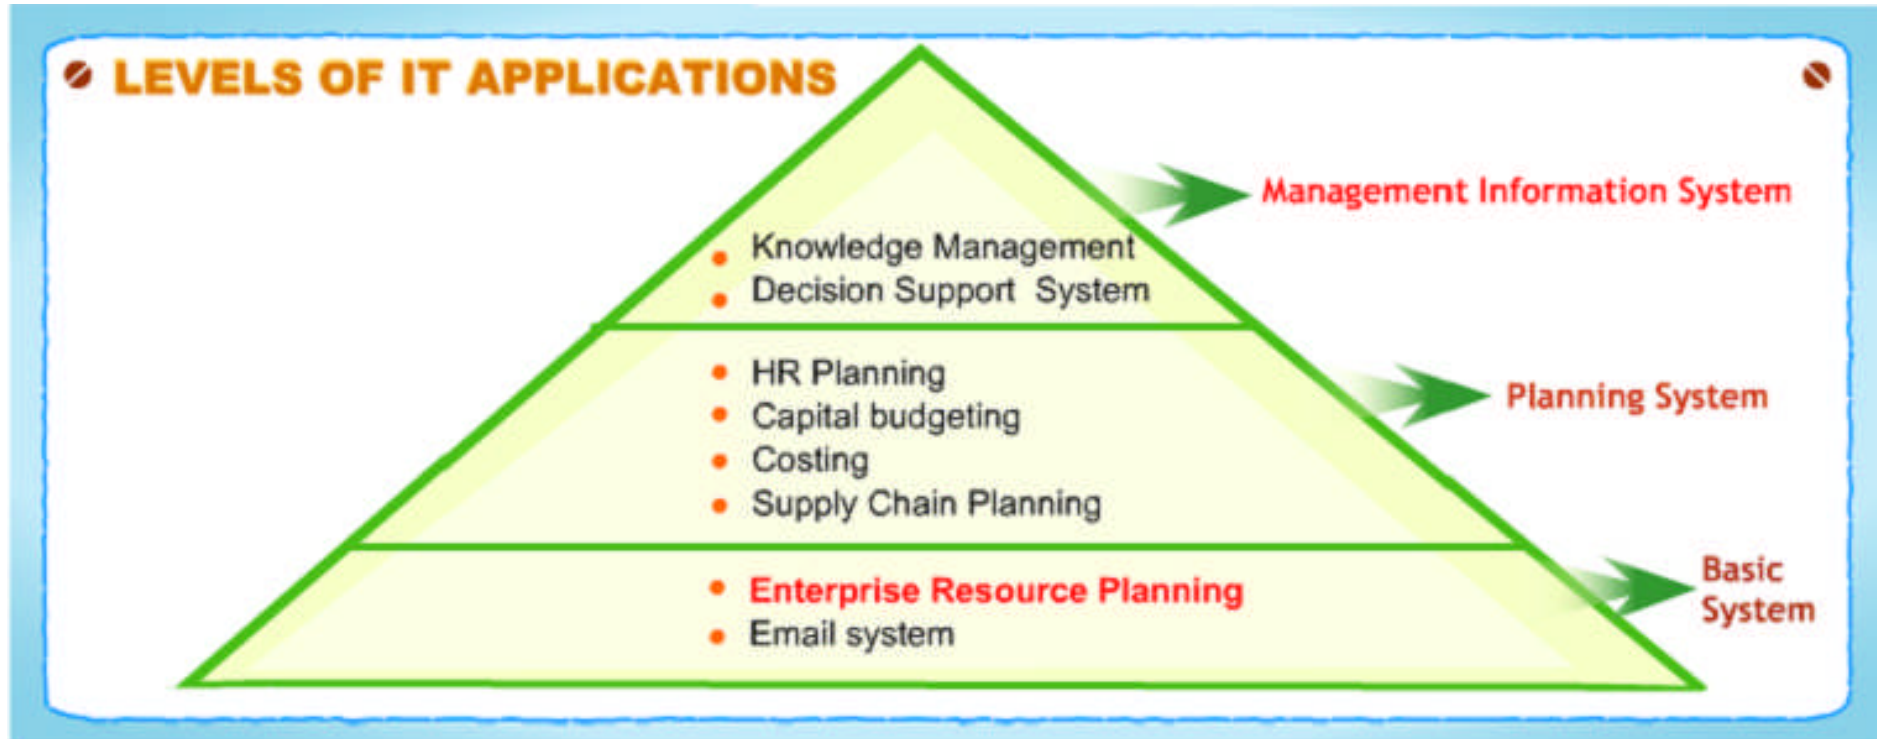 LEVELS OF IT APPLICATIONS
Management Information System
Knowledge Management
Decision Support System
HR Planning
Capital budgeting
Costing
Supply Chain Planning
Planning System
Enterprise Resource Planning
Email system
Basic
System